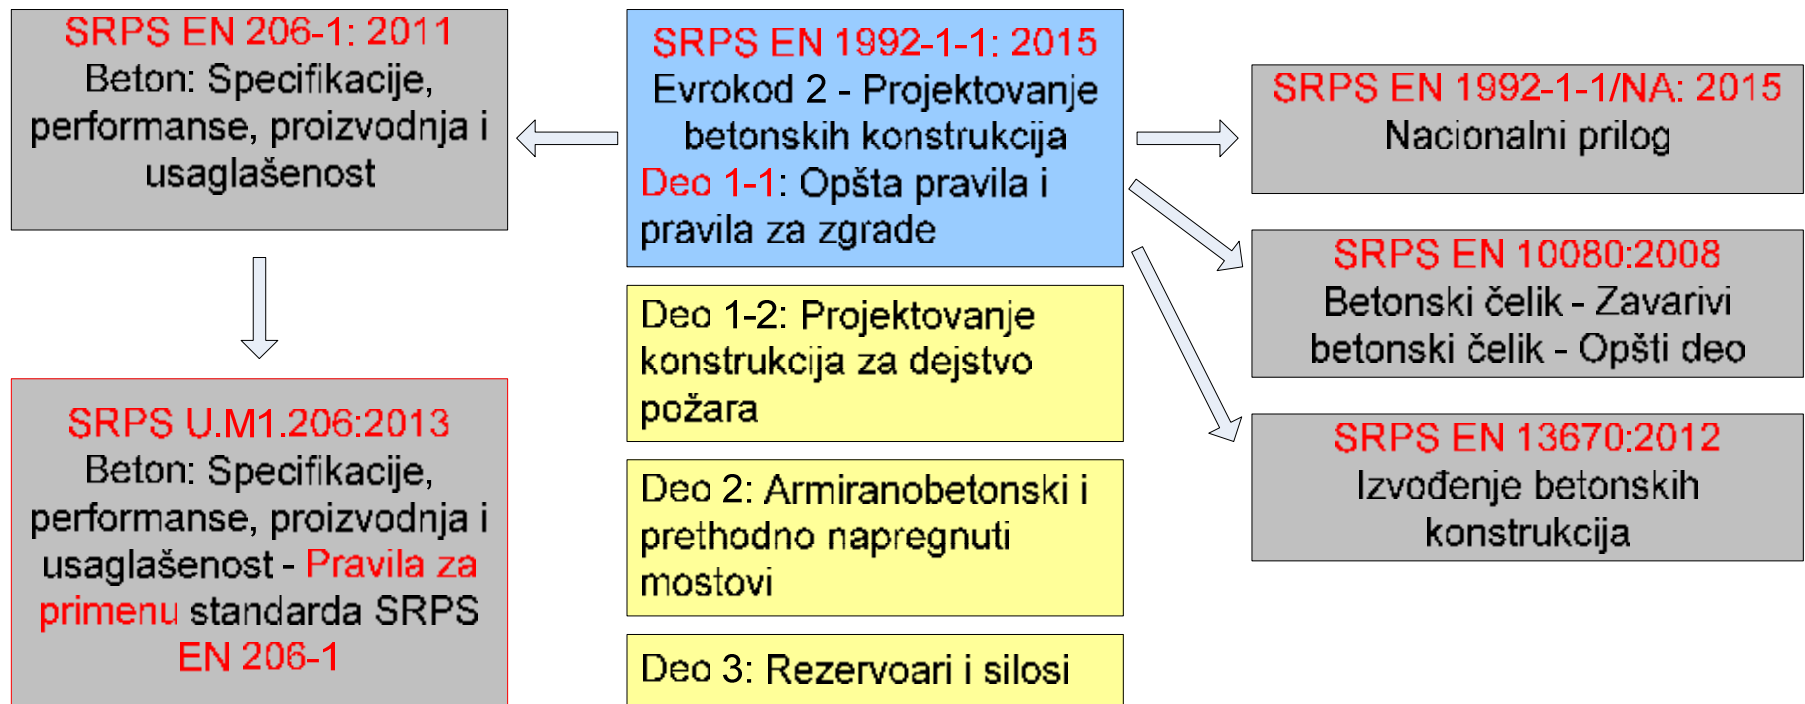 SRPS EN 206-1: 2011
Beton: Specifikacije,
performanse, proizvodnja i
usaglašenost
SRPS U.M1.206:2013
Beton: Specifikacije,
performanse, proizvodnja i
usaglašenost - Pravila za
primenu standarda SRPS
EN 206-1
SRPS EN 1992-1-1: 2015
Evrokod 2 - Projektovanje
betonskih konstrukcija
Deo 1-1: Opšta pravila i
pravila za zgrade
Deo 1-2: Projektovanje
konstrukcija za dejstvo
požara
Deo 2: Armiranobetonski i
prethodno napregnuti
mostovi
Deo 3: Rezervoari i silosi
SRPS EN 1992-1-1/NA: 2015
Nacionalni prilog
SRPS EN 10080:2008
Betonski čelik - Zavarivi
betonski čelik - Opšti deo
SRPS EN 13670:2012
Izvođenje betonskih
konstrukcija